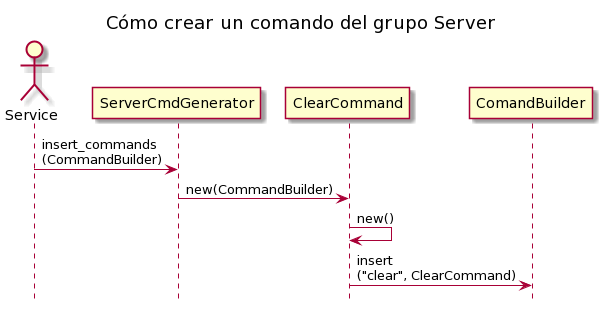 Cómo crear un comando del grupo Server
Service
ServerCmdGenerator
ClearCommand
ComandBuilder
insert_commands
(CommandBuilder)
new(CommandBuilder)
new()
insert
("clear", ClearCommand)